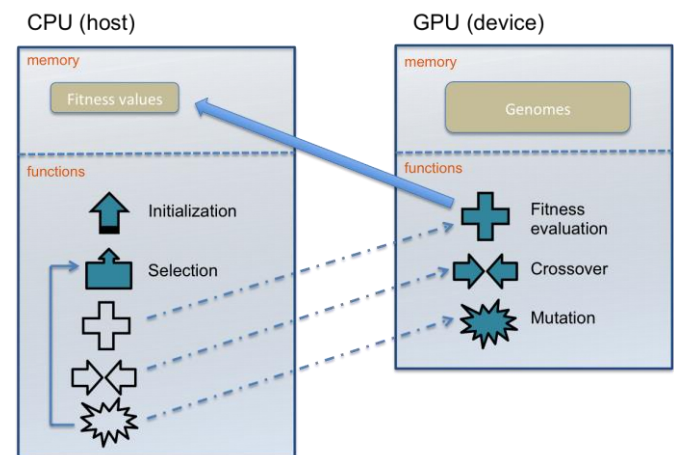 CPU (host)
GPU (device)
memory
memory
Fitness values
Genomes
functions
functions
Initialization
Fitness
evaluation
Selection
Crossover
Mutation